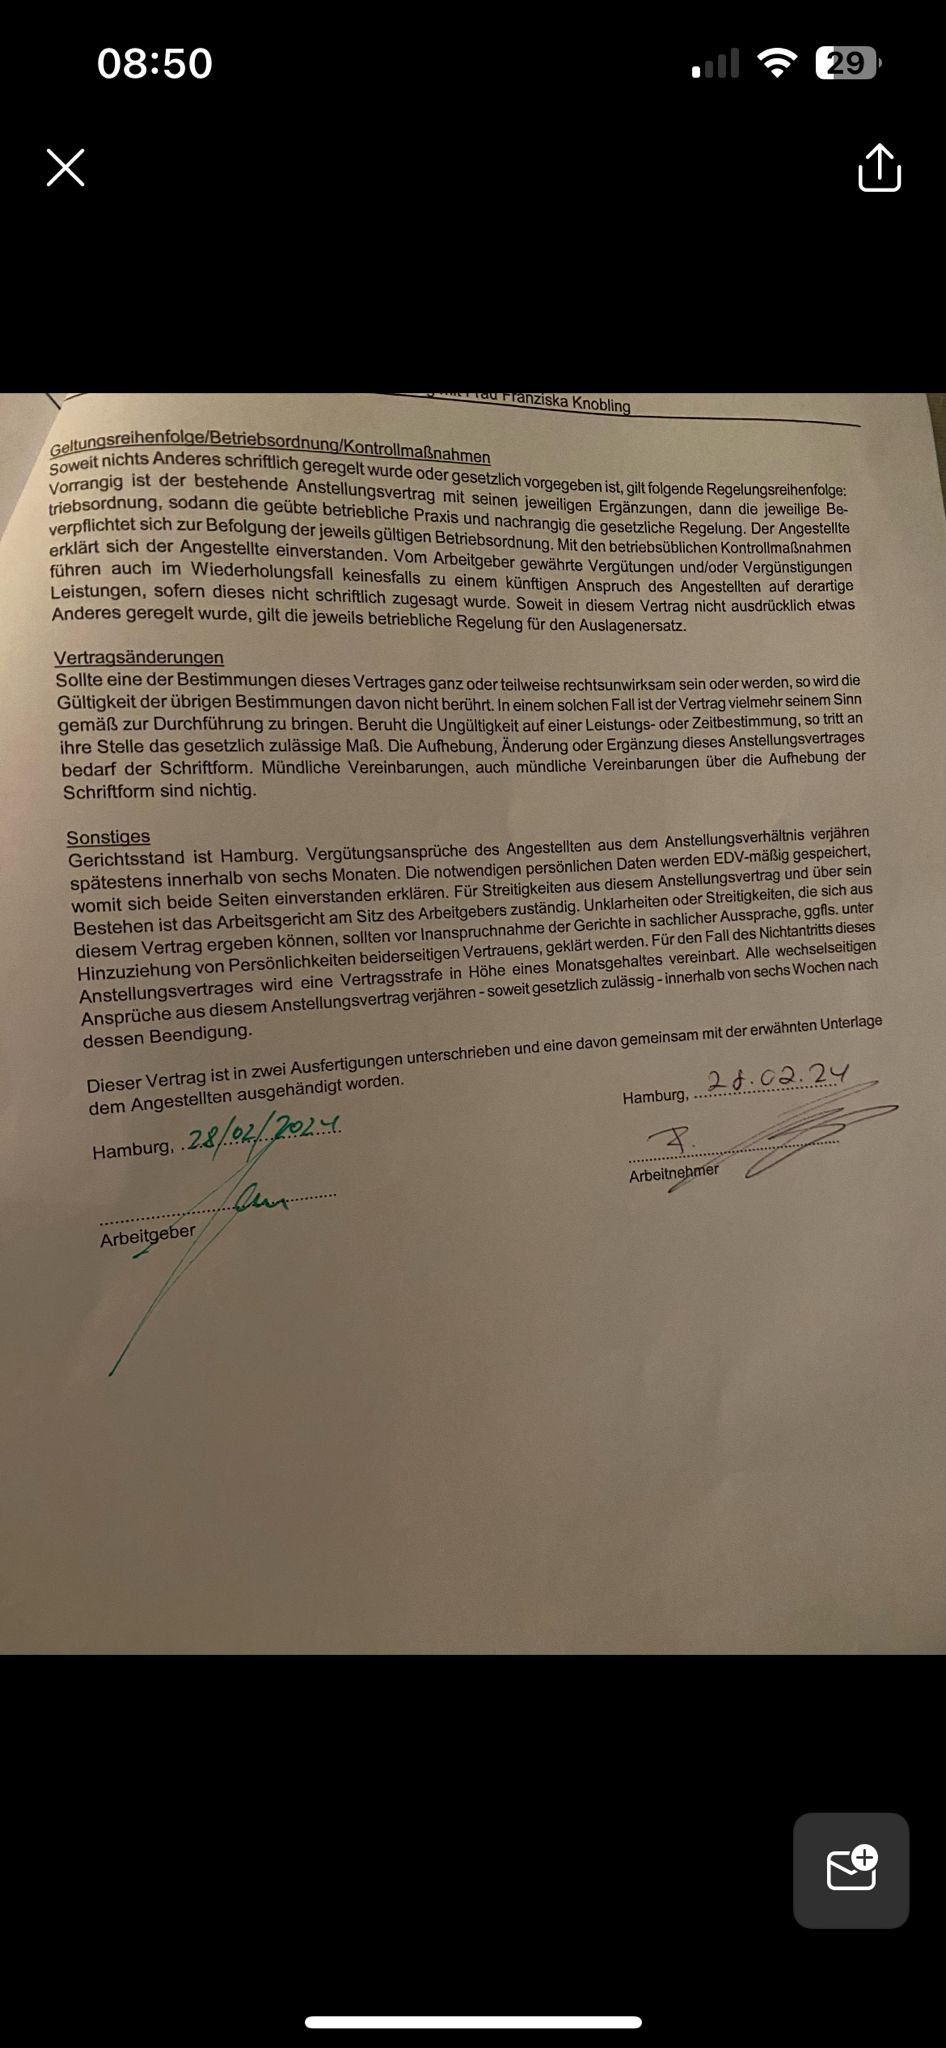 08:50
29
Frau Franziska Knobling
Geltungsreihenfolge/Betriebsordnung/Kontrollmaßnahmen
Soweit nichts Anderes schriftlich geregelt wurde oder gesetzlich vorgegeben ist, gilt folgende Regelungsreihenfolge:
Vorrangig ist der bestehende Anstellungsvertrag mit seinen jeweiligen Ergänzungen, dann die jeweilige Be-
triebsordnung, sodann die geübte betriebliche Praxis und nachrangig die gesetzliche Regelung. Der Angestellte
verpflichtet sich zur Befolgung der jeweils gültigen Betriebsordnung. Mit den betriebsüblichen Kontrollmaßnahmen
erklärt sich der Angestellte einverstanden. Vom Arbeitgeber gewährte Vergütungen und/oder Vergünstigungen
führen auch im Wiederholungsfall keinesfalls zu einem künftigen Anspruch des Angestellten auf derartige
Leistungen, sofern dieses nicht schriftlich zugesagt wurde. Soweit in diesem Vertrag nicht ausdrücklich etwas
Anderes geregelt wurde, gilt die jeweils betriebliche Regelung für den Auslagenersatz.
Vertragsänderungen
Sollte eine der Bestimmungen dieses Vertrages ganz oder teilweise rechtsunwirksam sein oder werden, so wird die
Gültigkeit der übrigen Bestimmungen davon nicht berührt. In einem solchen Fall ist der Vertrag vielmehr seinem Sinn
gemäß zur Durchführung zu bringen. Beruht die Ungültigkeit auf einer Leistungs- oder Zeitbestimmung, so tritt an
ihre Stelle das gesetzlich zulässige Maß. Die Aufhebung, Änderung oder Ergänzung dieses Anstellungsvertrages
bedarf der Schriftform. Mündliche Vereinbarungen, auch mündliche Vereinbarungen über die Aufhebung der
Schriftform sind nichtig.
Sonstiges
Gerichtsstand ist Hamburg. Vergütungsansprüche des Angestellten aus dem Anstellungsverhältnis verjähren
spätestens innerhalb von sechs Monaten. Die notwendigen persönlichen Daten werden EDV-mäßig gespeichert,
womit sich beide Seiten einverstanden erklären. Für Streitigkeiten aus diesem Anstellungsvertrag und über sein
Bestehen ist das Arbeitsgericht am Sitz des Arbeitgebers zuständig. Unklarheiten oder Streitigkeiten, die sich aus
diesem Vertrag ergeben können, sollten vor Inanspruchnahme der Gerichte in sachlicher Aussprache, ggfls. unter
Hinzuziehung von Persönlichkeiten beiderseitigen Vertrauens, geklärt werden. Für den Fall des Nichtantritts dieses
Anstellungsvertrages wird eine Vertragsstrafe in Höhe eines Monatsgehaltes vereinbart. Alle wechselseitigen
Ansprüche aus diesem Anstellungsvertrag verjähren - soweit gesetzlich zulässig - innerhalb von sechs Wochen nach
dessen Beendigung.
Dieser Vertrag ist in zwei Ausfertigungen unterschrieben und eine davon gemeinsam mit der erwähnten Unterlage
dem Angestellten ausgehändigt worden.
Hamburg, 28/02/2024
Hamburg, 28.02.24
Arbeitgeber
Arbeitnehmer